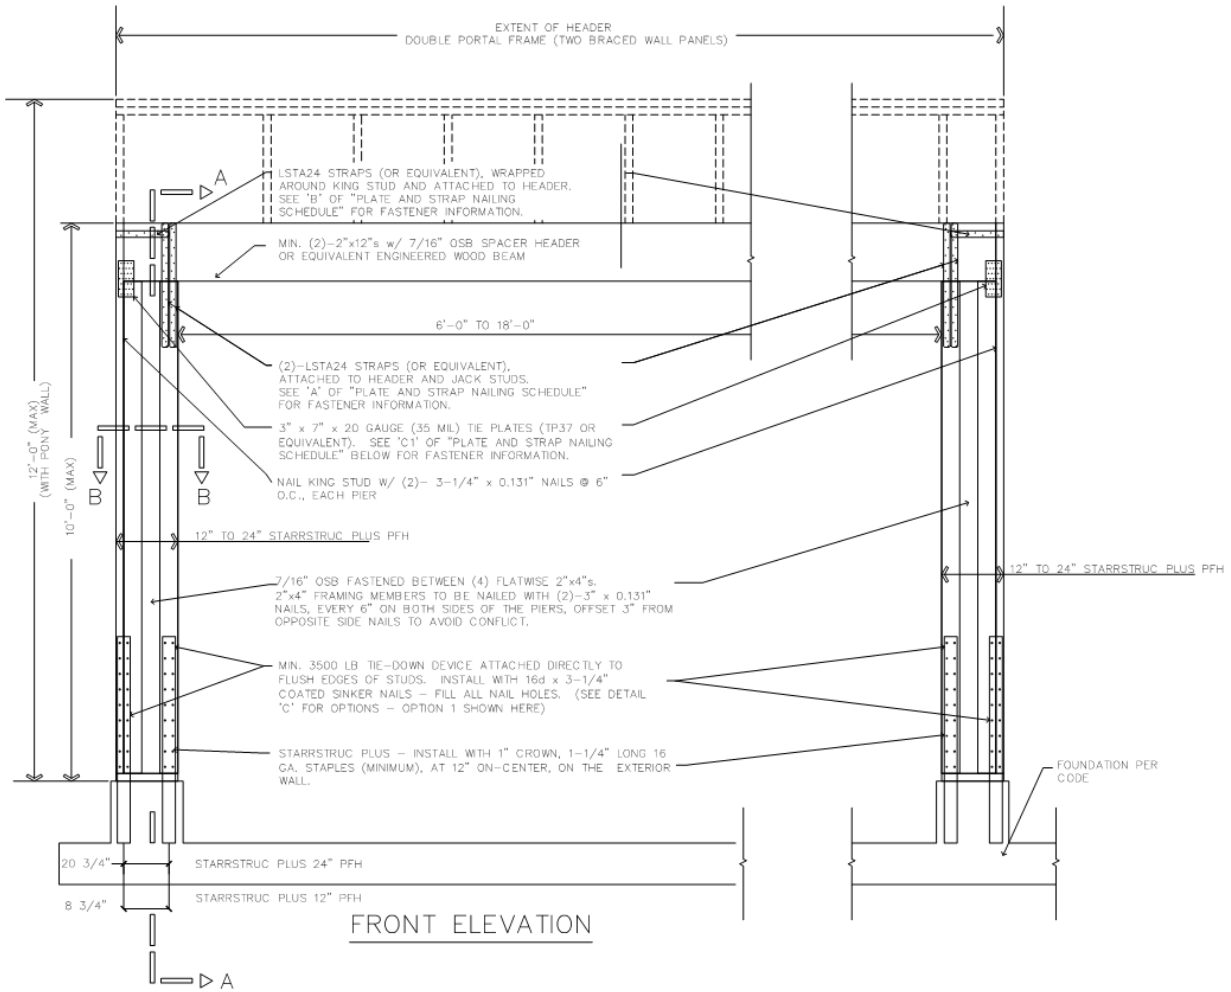 EXTENT OF HEADER
DOUBLE PORTAL FRAME (TWO BRACED WALL PANELS)
A
LSTA24 STRAPS (OR EQUIVALENT), WRAPPED
AROUND KING STUD AND ATTACHED TO HEADER.
SEE 'B' OF "PLATE AND STRAP NAILING
SCHEDULE" FOR FASTENER INFORMATION.
MIN. (2)-2"x12"s w/ 7/16" OSB SPACER HEADER
OR EQUIVALENT ENGINEERED WOOD BEAM
6'-0" TO 18'-0"
(2)-LSTA24 STRAPS (OR EQUIVALENT),
ATTACHED TO HEADER AND JACK STUDS.
SEE 'A' OF "PLATE AND STRAP NAILING SCHEDULE"
FOR FASTENER INFORMATION.
12'-0" (MAX)
(WITH PONY WALL)
10'-0" (MAX)
3" x 7" x 20 GAUGE (35 MIL) TIE PLATES (TP37 OR
EQUIVALENT). SEE 'C1' OF "PLATE AND STRAP NAILING
SCHEDULE" BELOW FOR FASTENER INFORMATION.
B
B
NAIL KING STUD W/ (2)- 3-1/4" x 0.131" NAILS @ 6"
O.C., EACH PIER
12" TO 24" STARRSTRUC PLUS PFH
12" TO 24" STARRSTRUC PLUS PFH
7/16" OSB FASTENED BETWEEN (4) FLATWISE 2"x4"s.
2"x4" FRAMING MEMBERS TO BE NAILED WITH (2)-3" x 0.131"
NAILS, EVERY 6" ON BOTH SIDES OF THE PIERS, OFFSET 3" FROM
OPPOSITE SIDE NAILS TO AVOID CONFLICT.
MIN. 3500 LB TIE-DOWN DEVICE ATTACHED DIRECTLY TO
FLUSH EDGES OF STUDS. INSTALL WITH 16d x 3-1/4"
COATED SINKER NAILS - FILL ALL NAIL HOLES. (SEE DETAIL
'C' FOR OPTIONS - OPTION 1 SHOWN HERE)
STARRSTRUC PLUS - INSTALL WITH 1" CROWN, 1-1/4" LONG 16
GA. STAPLES (MINIMUM), AT 12" ON-CENTER, ON THE EXTERIOR
WALL.
FOUNDATION PER
CODE
20 3/4"
STARRSTRUC PLUS 24" PFH
8 3/4"
STARRSTRUC PLUS 12" PFH
FRONT ELEVATION
A